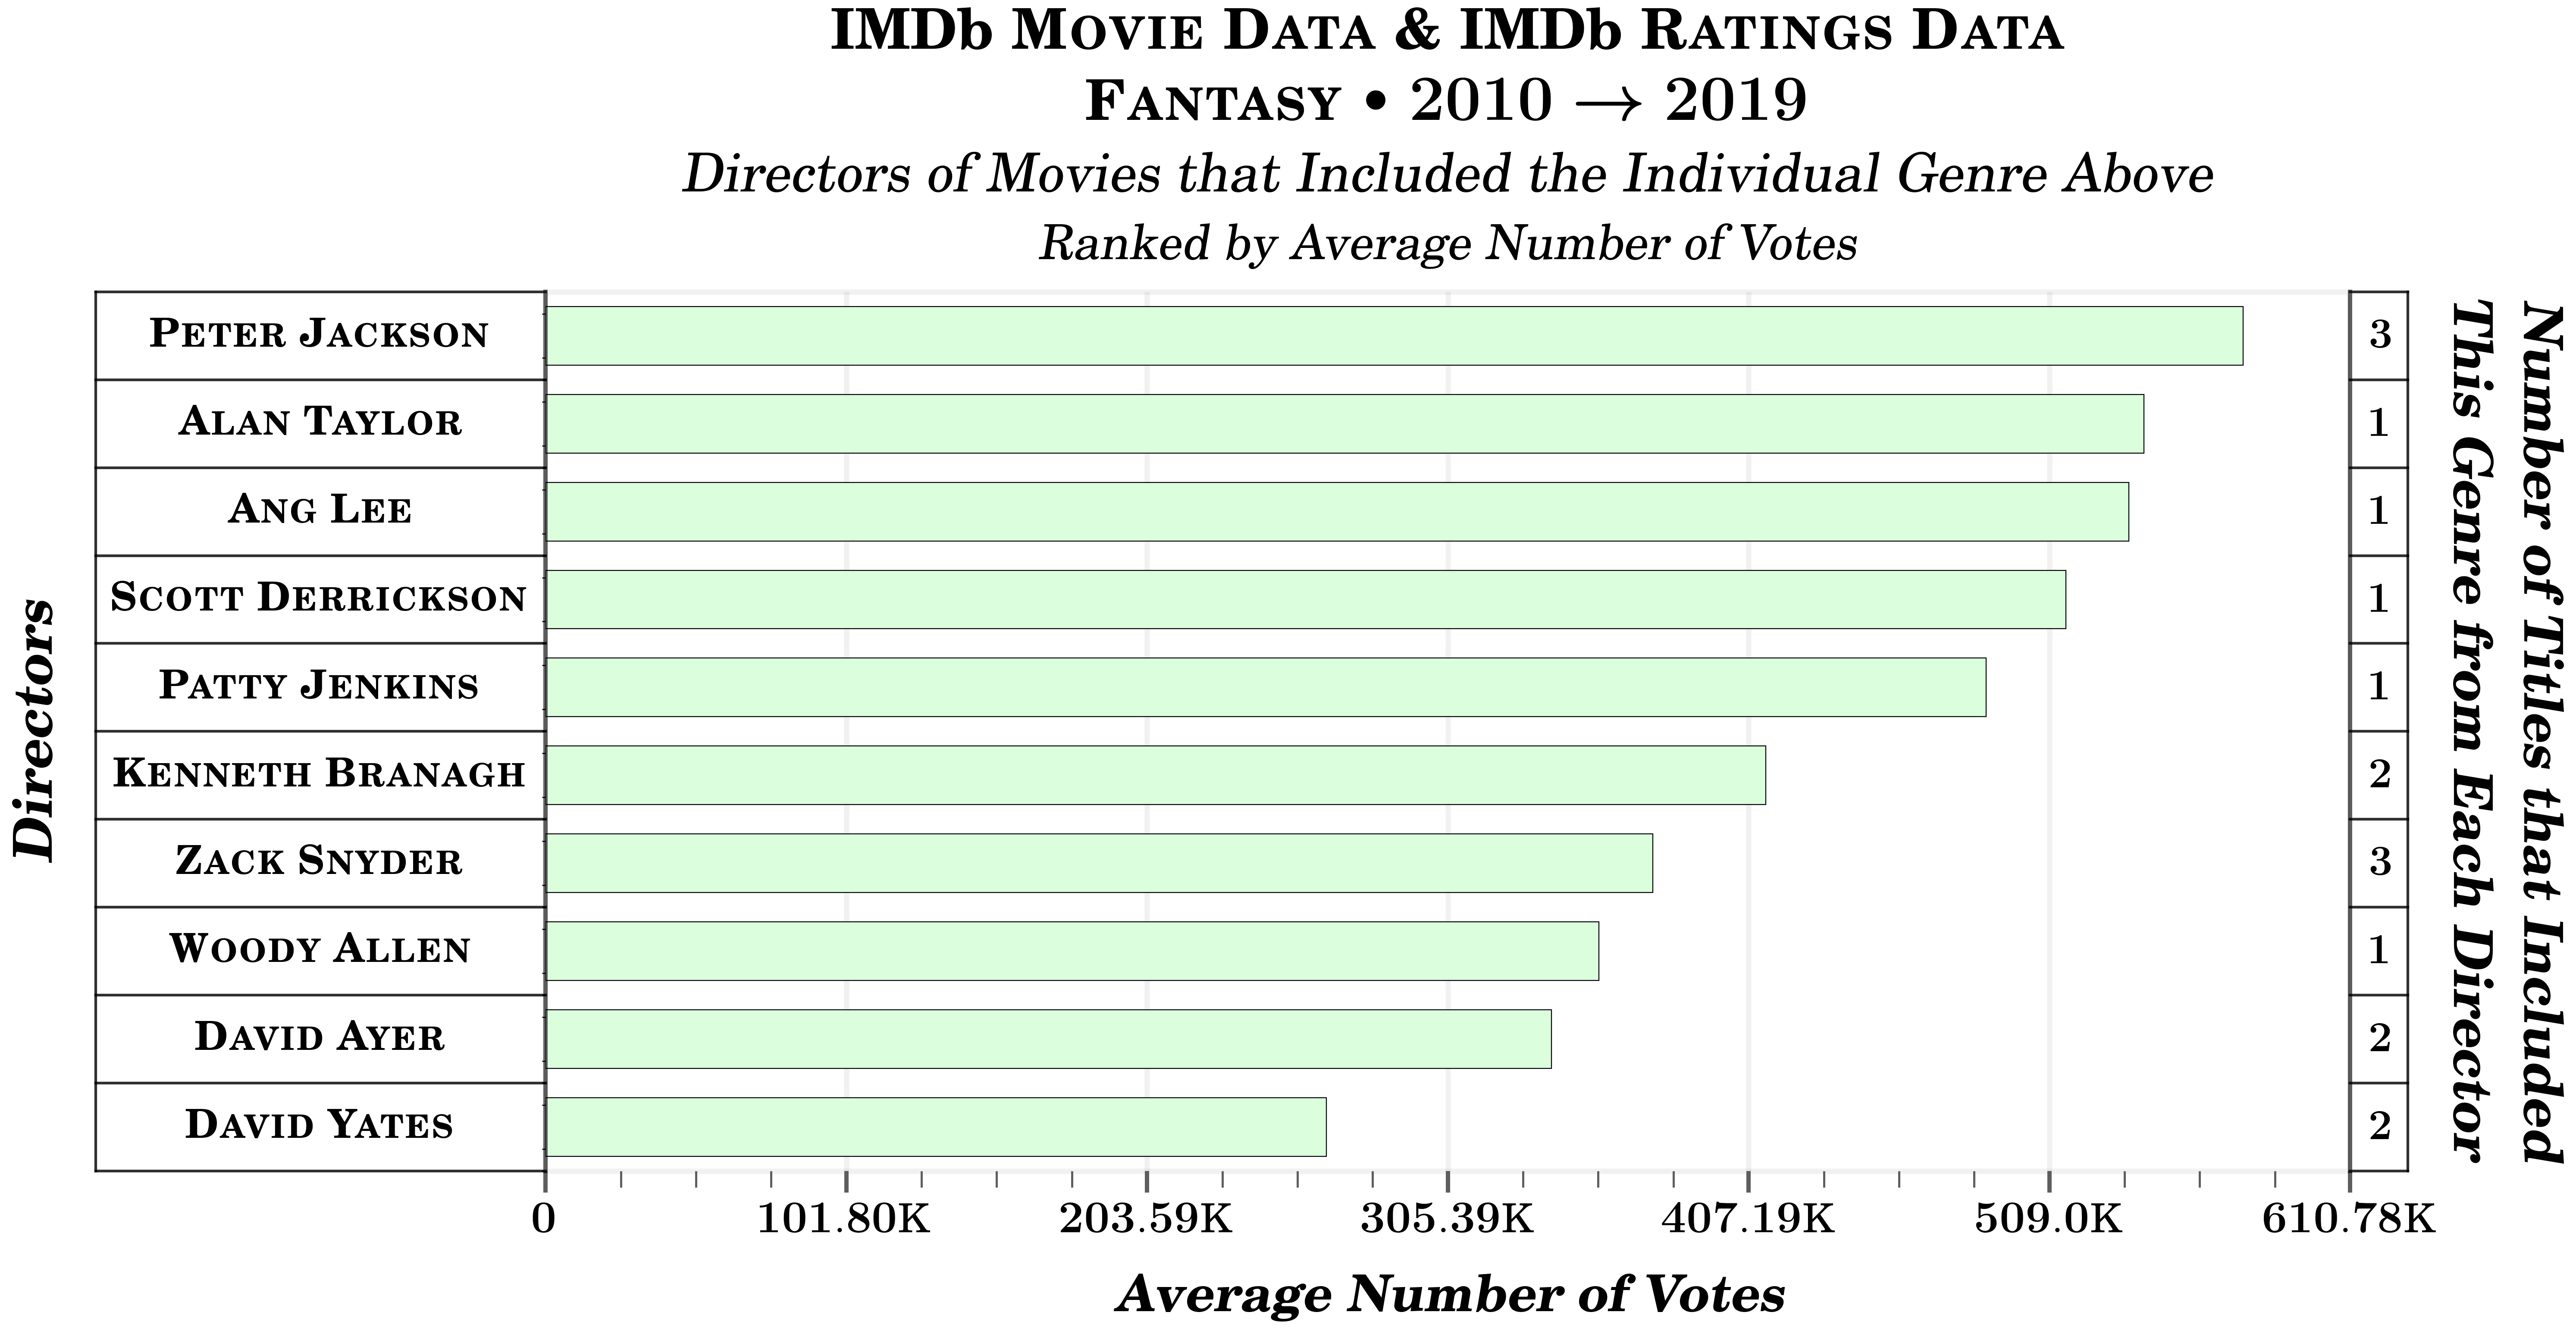 IMDb Movie Data & IMDb Ratings Data
Fantasy • 2010 → 2019
Directors of Movies that Included the Individual Genre Above
Ranked by Average Number of Votes
Directors
Peter Jackson 3
Alan Taylor 1
Ang Lee 1
Scott Derrickson 1
Patty Jenkins 1
Kenneth Branagh 2
Zack Snyder 3
Woody Allen 1
David Ayer 2
David Yates 2
Number of Titles that Included
This Genre from Each Director
0 101.80K 203.59K 305.39K 407.19K 509.0K 610.78K
Average Number of Votes